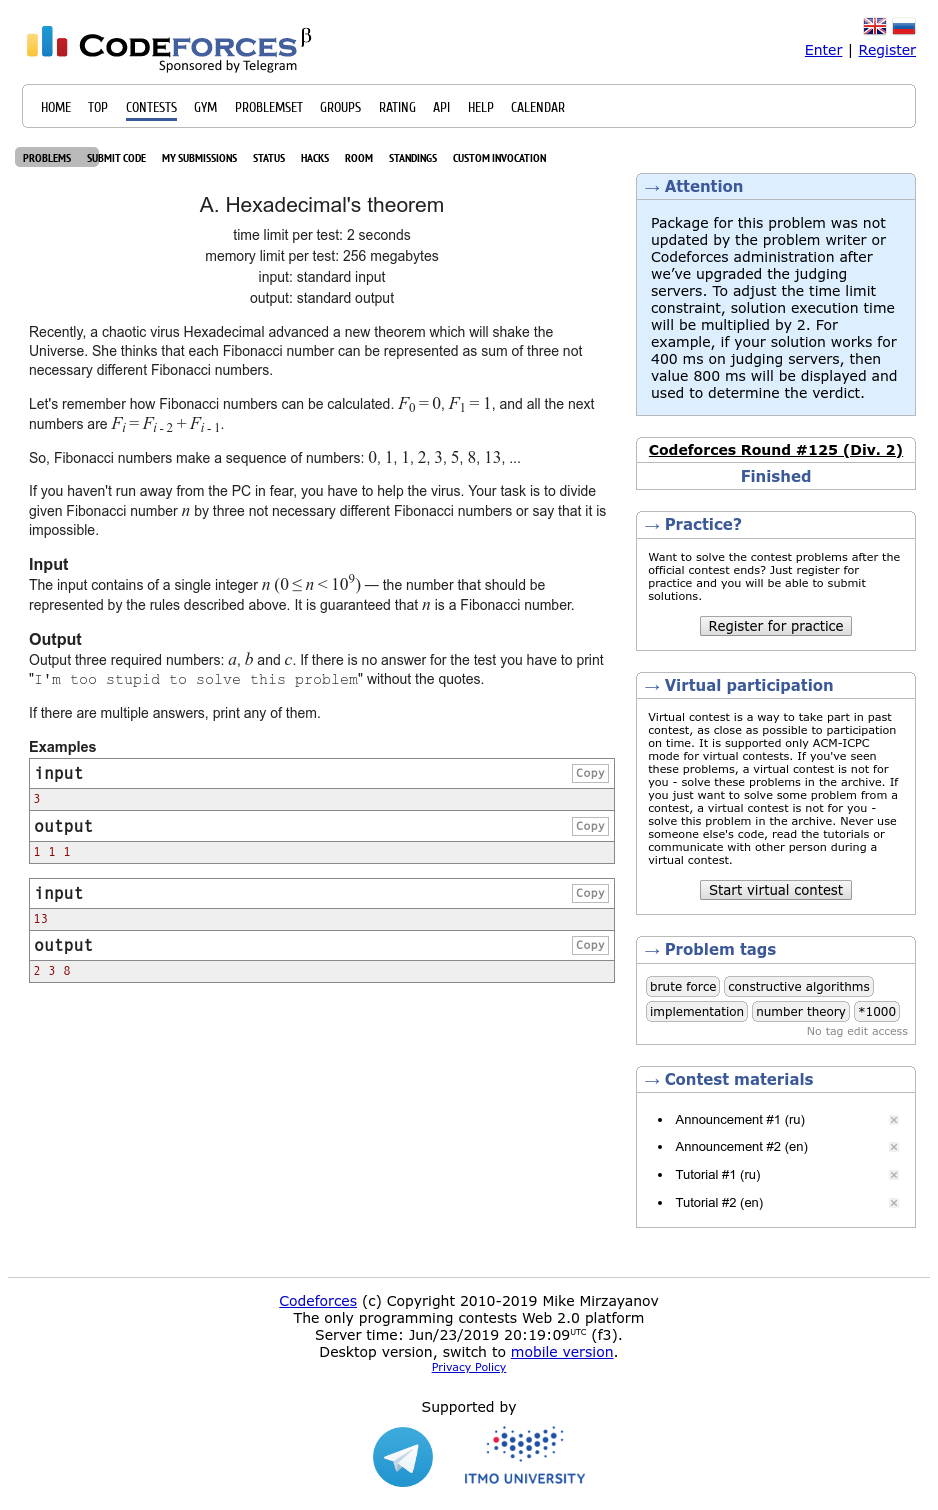 CODEFORCES β
Sponsored by Telegram
Enter | Register
HOME TOP CONTESTS GYM PROBLEMSET GROUPS RATING API HELP CALENDAR
PROBLEMS SUBMIT CODE MY SUBMISSIONS STATUS HACKS ROOM STANDINGS CUSTOM INVOCATION
A. Hexadecimal's theorem
time limit per test: 2 seconds
memory limit per test: 256 megabytes
input: standard input
output: standard output
Recently, a chaotic virus Hexadecimal advanced a new theorem which will shake the
Universe. She thinks that each Fibonacci number can be represented as sum of three not
necessary different Fibonacci numbers.
Let's remember how Fibonacci numbers can be calculated. F0 = 0, F1 = 1, and all the next
numbers are Fi = Fi - 2 + Fi - 1.
So, Fibonacci numbers make a sequence of numbers: 0, 1, 1, 2, 3, 5, 8, 13, ...
If you haven't run away from the PC in fear, you have to help the virus. Your task is to divide
given Fibonacci number n by three not necessary different Fibonacci numbers or say that it is
impossible.
Input
The input contains of a single integer n (0 ≤ n < 10^9) — the number that should be
represented by the rules described above. It is guaranteed that n is a Fibonacci number.
Output
Output three required numbers: a, b and c. If there is no answer for the test you have to print
"I'm too stupid to solve this problem" without the quotes.
If there are multiple answers, print any of them.
Examples
input Copy
3
output Copy
1 1 1
input Copy
13
output Copy
2 3 8
→ Attention
Package for this problem was not
updated by the problem writer or
Codeforces administration after
we’ve upgraded the judging
servers. To adjust the time limit
constraint, solution execution time
will be multiplied by 2. For
example, if your solution works for
400 ms on judging servers, then
value 800 ms will be displayed and
used to determine the verdict.
Codeforces Round #125 (Div. 2)
Finished
→ Practice?
Want to solve the contest problems after the
official contest ends? Just register for
practice and you will be able to submit
solutions.
Register for practice
→ Virtual participation
Virtual contest is a way to take part in past
contest, as close as possible to participation
on time. It is supported only ACM-ICPC
mode for virtual contests. If you've seen
these problems, a virtual contest is not for
you - solve these problems in the archive. If
you just want to solve some problem from a
contest, a virtual contest is not for you -
solve this problem in the archive. Never use
someone else's code, read the tutorials or
communicate with other person during a
virtual contest.
Start virtual contest
→ Problem tags
brute force constructive algorithms
implementation number theory *1000
No tag edit access
→ Contest materials
Announcement #1 (ru)
Announcement #2 (en)
Tutorial #1 (ru)
Tutorial #2 (en)
Codeforces (c) Copyright 2010-2019 Mike Mirzayanov
The only programming contests Web 2.0 platform
Server time: Jun/23/2019 20:19:09UTC (f3).
Desktop version, switch to mobile version.
Privacy Policy
Supported by
ITMO UNIVERSITY